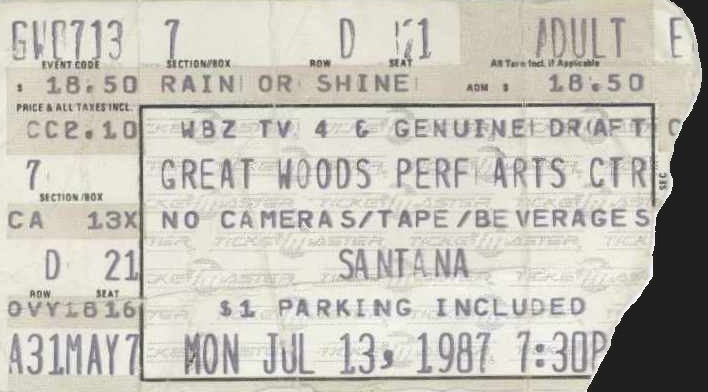 GW0713 7 D 21 ADULT E
EVENT CODE SECTION/BOX ROW SEAT All Taxes Incl. if Applicable
$ 18.50 RAIN OR SHINE ADM $ 18.50
PRICE & ALL TAXES INCL.
CC2.10 WBZ TV 4 & GENUINE DRAFT C
7 GREAT WOODS PERF ARTS CTR
SECTION/BOX SEC
CA 13X NO CAMERAS/TAPE/BEVERAGES
D 21 SANTANA
ROW SEAT
OVY1816 $1 PARKING INCLUDED
A31MAY7 MON JUL 13, 1987 7:30P